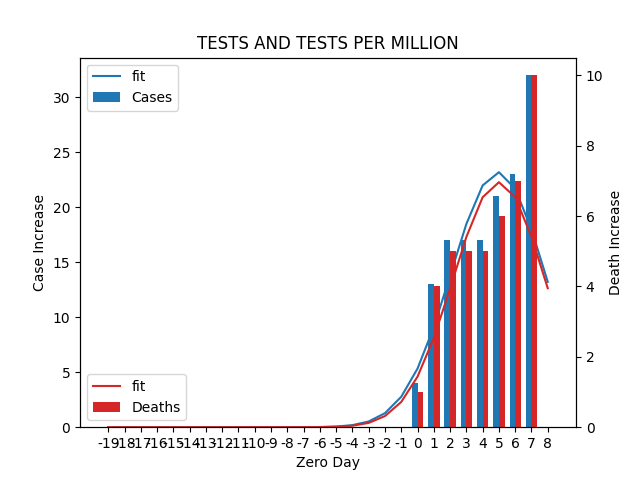 TESTS AND TESTS PER MILLION
fit
Cases
fit
Deaths
Case Increase
0
5
10
15
20
25
30
Death Increase
0
2
4
6
8
10
-19 -18 -17 -16 -15 -14 -13 -12 -11 -10 -9 -8 -7 -6 -5 -4 -3 -2 -1 0 1 2 3 4 5 6 7 8
Zero Day